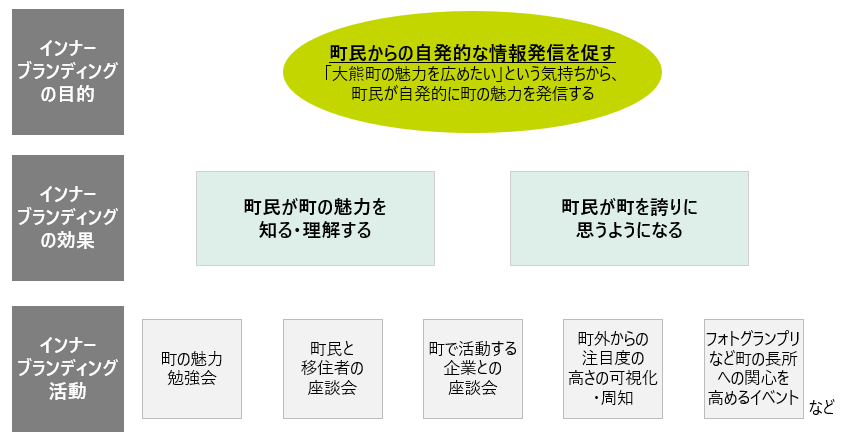 インナー
ブランディング
の目的
町民からの自発的な情報発信を促す
「大熊町の魅力を広めたい」という気持ちから、
町民が自発的に町の魅力を発信する
インナー
ブランディング
の効果
町民が町の魅力を
知る・理解する
町民が町を誇りに
思うようになる
インナー
ブランディング
活動
町の魅力
勉強会
町民と
移住者の
座談会
町で活動する
企業との
座談会
町外からの
注目度の
高さの可視化
・周知
フォトグランプリ
など町の長所
への関心を
高めるイベント
など